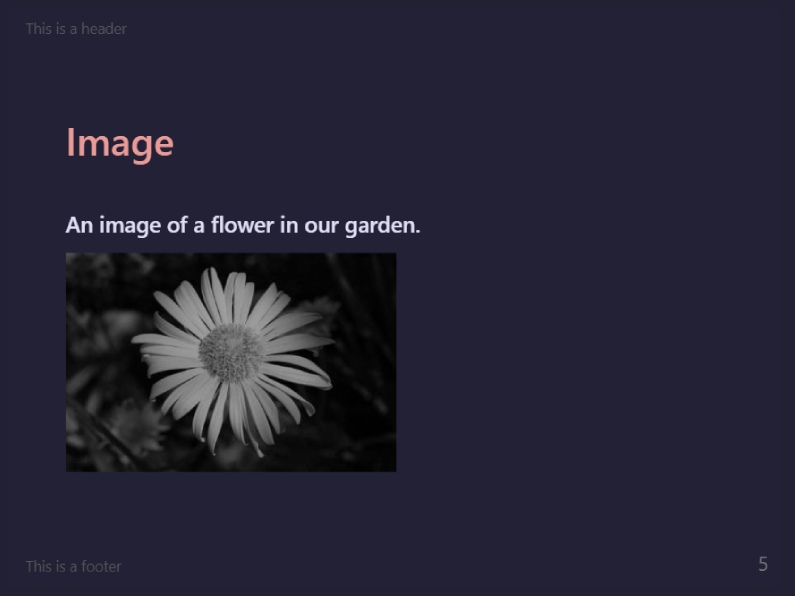 This is a header
Image
An image of a flower in our garden.
This is a footer
5